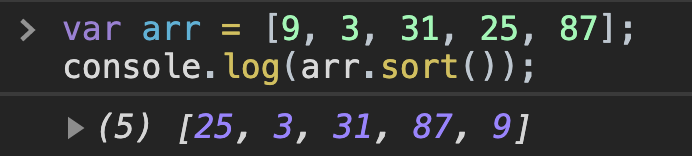 > var arr = [9, 3, 31, 25, 87];
console.log(arr.sort());
▶ (5) [25, 3, 31, 87, 9]